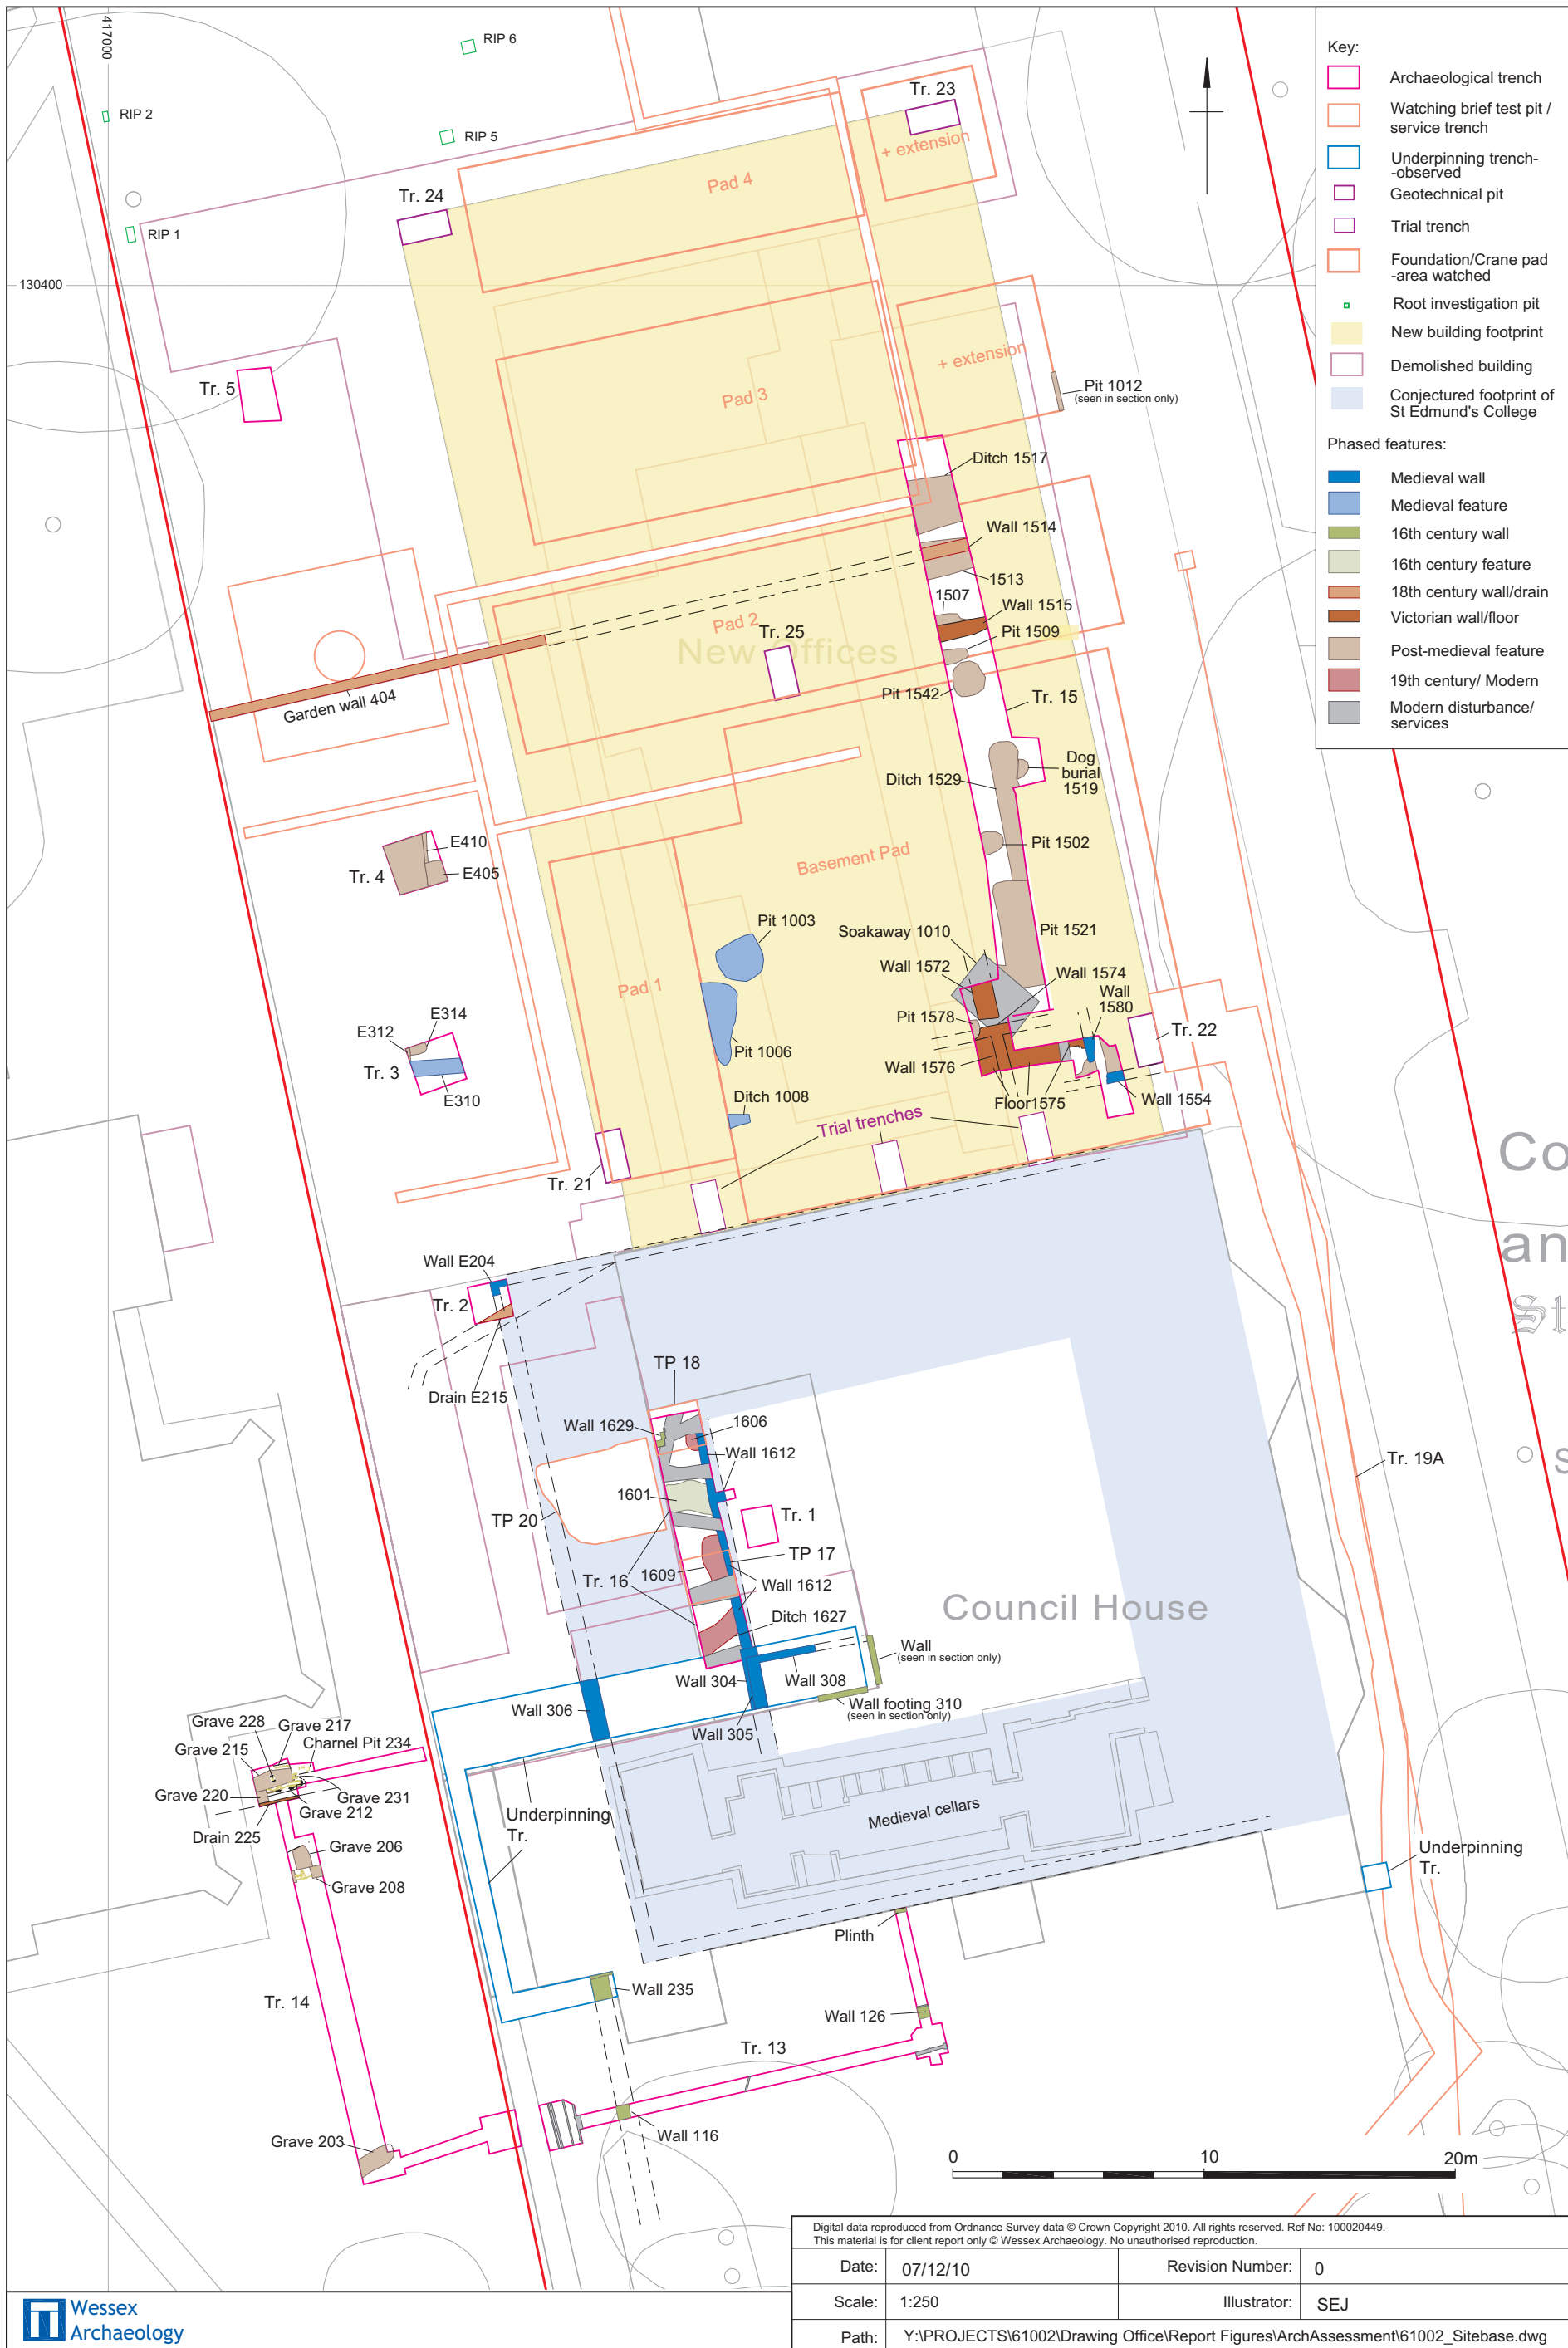 417000
RIP 6
RIP 2
RIP 5
RIP 1
130400
Tr. 23
+ extension
Pad 4
Tr. 24
Tr. 5
+ extension
Pad 3
Pit 1012
(seen in section only)
Ditch 1517
Wall 1514
1513
1507
Wall 1515
Pit 1509
Pad 2
Tr. 25
New Offices
Garden wall 404
Pit 1542
Tr. 15
Dog
burial
1519
Ditch 1529
Pit 1502
Basement Pad
E410
Tr. 4
E405
Pit 1003
Soakaway 1010
Pit 1521
Wall 1572
Wall 1574
Wall
1580
Pad 1
Pit 1578
Tr. 22
E314
E312
Tr. 3
E310
Pit 1006
Wall 1576
Floor1575
Wall 1554
Ditch 1008
Trial trenches
Tr. 21
Wall E204
Tr. 2
Drain E215
TP 18
Wall 1629
1606
Wall 1612
1601
TP 20
Tr. 1
TP 17
1609
Tr. 16
Wall 1612
Ditch 1627
Council House
Wall
(seen in section only)
Wall 304
Wall 308
Wall 306
Wall footing 310
(seen in section only)
Wall 305
Tr. 19A
Grave 228
Grave 217
Grave 215
Charnel Pit 234
Grave 220
Grave 231
Grave 212
Drain 225
Grave 206
Grave 208
Underpinning
Tr.
Medieval cellars
Underpinning
Tr.
Plinth
Wall 235
Tr. 14
Wall 126
Tr. 13
Wall 116
Grave 203
Co
an
St
S
0 10 20m
Key:
Archaeological trench
Watching brief test pit /
service trench
Underpinning trench-
-observed
Geotechnical pit
Trial trench
Foundation/Crane pad
-area watched
Root investigation pit
New building footprint
Demolished building
Conjectured footprint of
St Edmund's College
Phased features:
Medieval wall
Medieval feature
16th century wall
16th century feature
18th century wall/drain
Victorian wall/floor
Post-medieval feature
19th century/ Modern
Modern disturbance/
services
Digital data reproduced from Ordnance Survey data © Crown Copyright 2010. All rights reserved. Ref No: 100020449.
This material is for client report only © Wessex Archaeology. No unauthorised reproduction.
Date: 07/12/10 Revision Number: 0
Scale: 1:250 Illustrator: SEJ
Path: Y:\PROJECTS\61002\Drawing Office\Report Figures\ArchAssessment\61002_Sitebase.dwg
Wessex
Archaeology